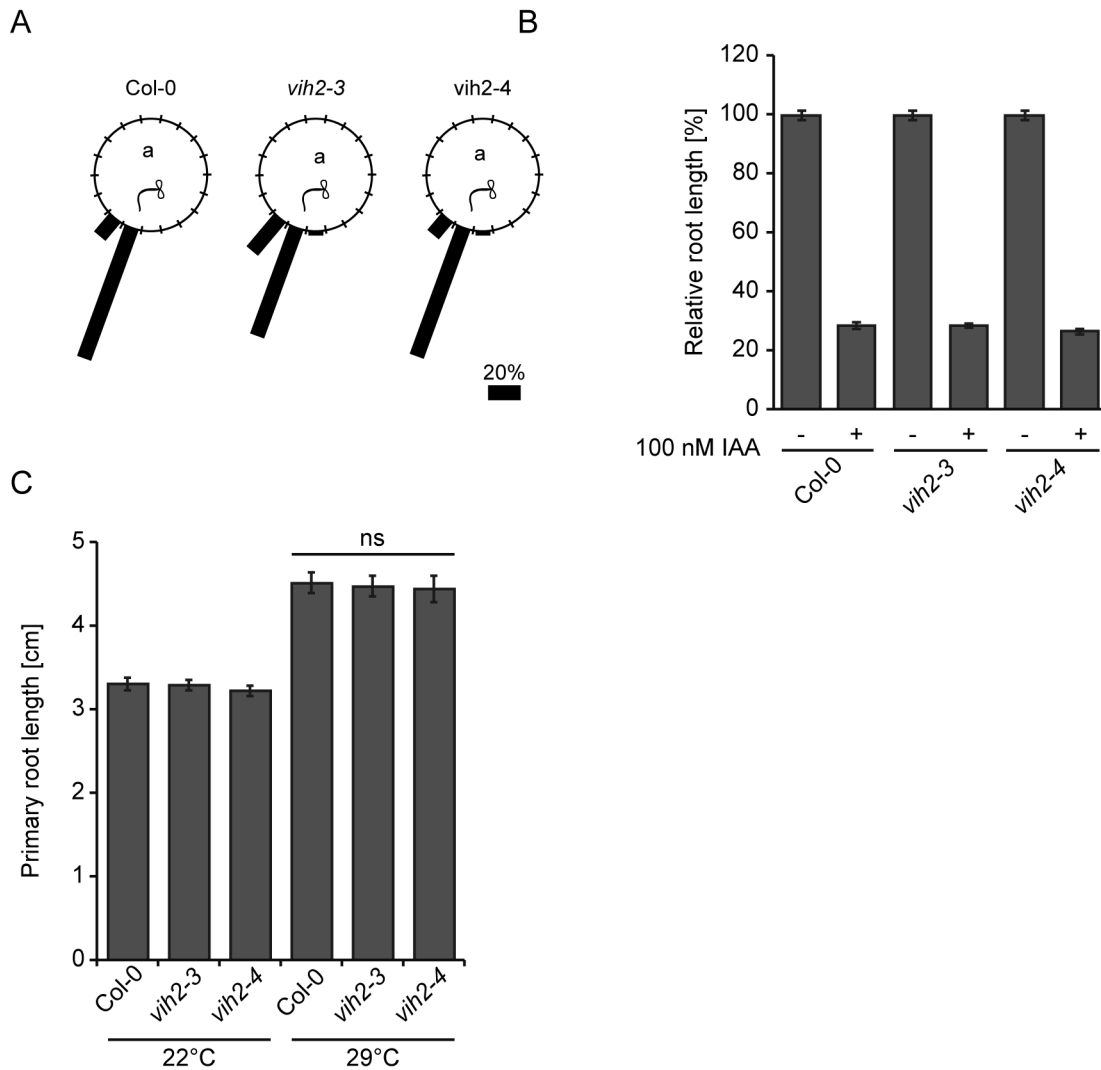 A
Col-0 vih2-3 vih2-4
a a a
20%
B
Relative root length [%]
120
100
80
60
40
20
0
100 nM IAA - + - + - +
Col-0 vih2-3 vih2-4
C
Primary root length [cm]
5
4
3
2
1
0
ns
Col-0 vih2-3 vih2-4 Col-0 vih2-3 vih2-4
22°C 29°C